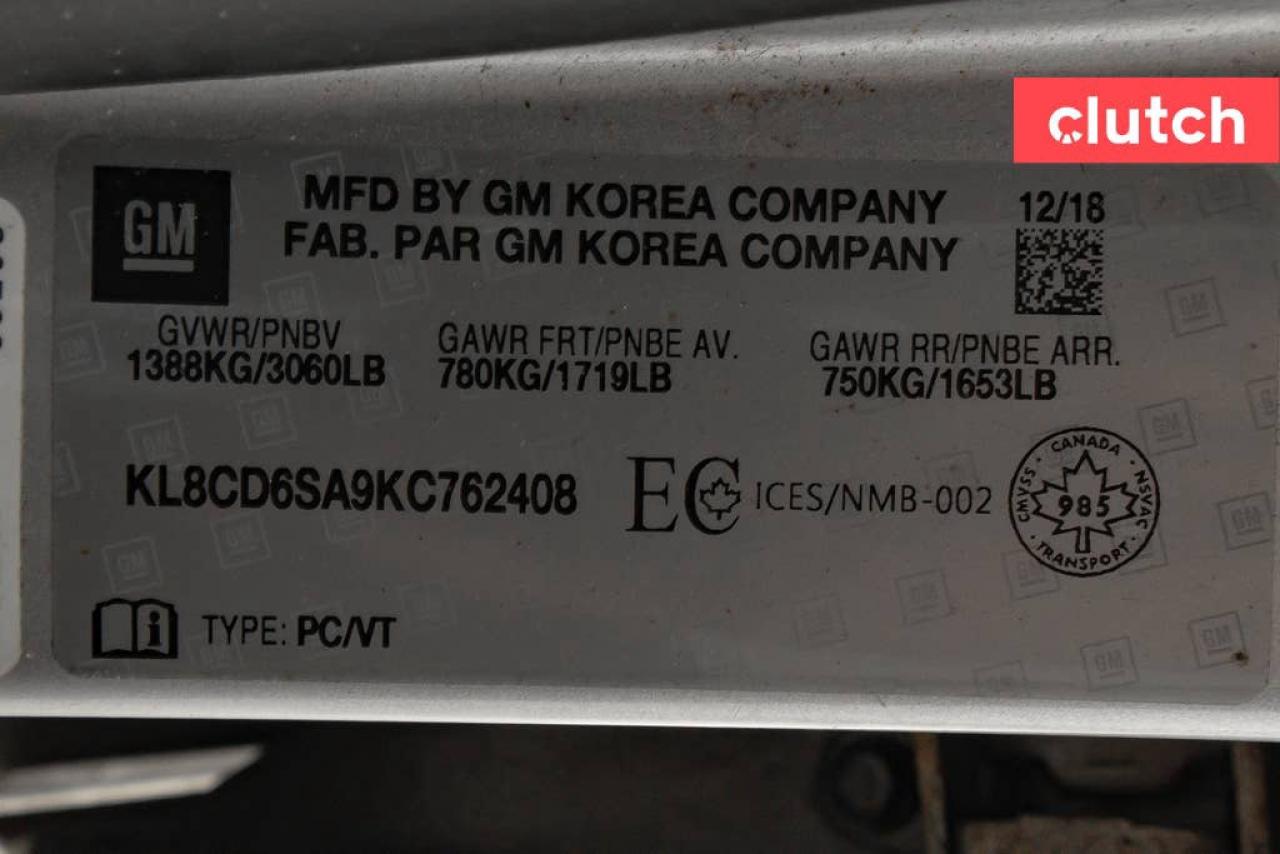 clutch
GM
MFD BY GM KOREA COMPANY
FAB. PAR GM KOREA COMPANY
12/18
GVWR/PNBV
1388KG/3060LB
GAWR FRT/PNBE AV.
780KG/1719LB
GAWR RR/PNBE ARR.
750KG/1653LB
KL8CD6SA9KC762408
EC ICES/NMB-002
CANADA
CMVSS
985
NSVAC
TRANSPORT
i
TYPE: PC/VT